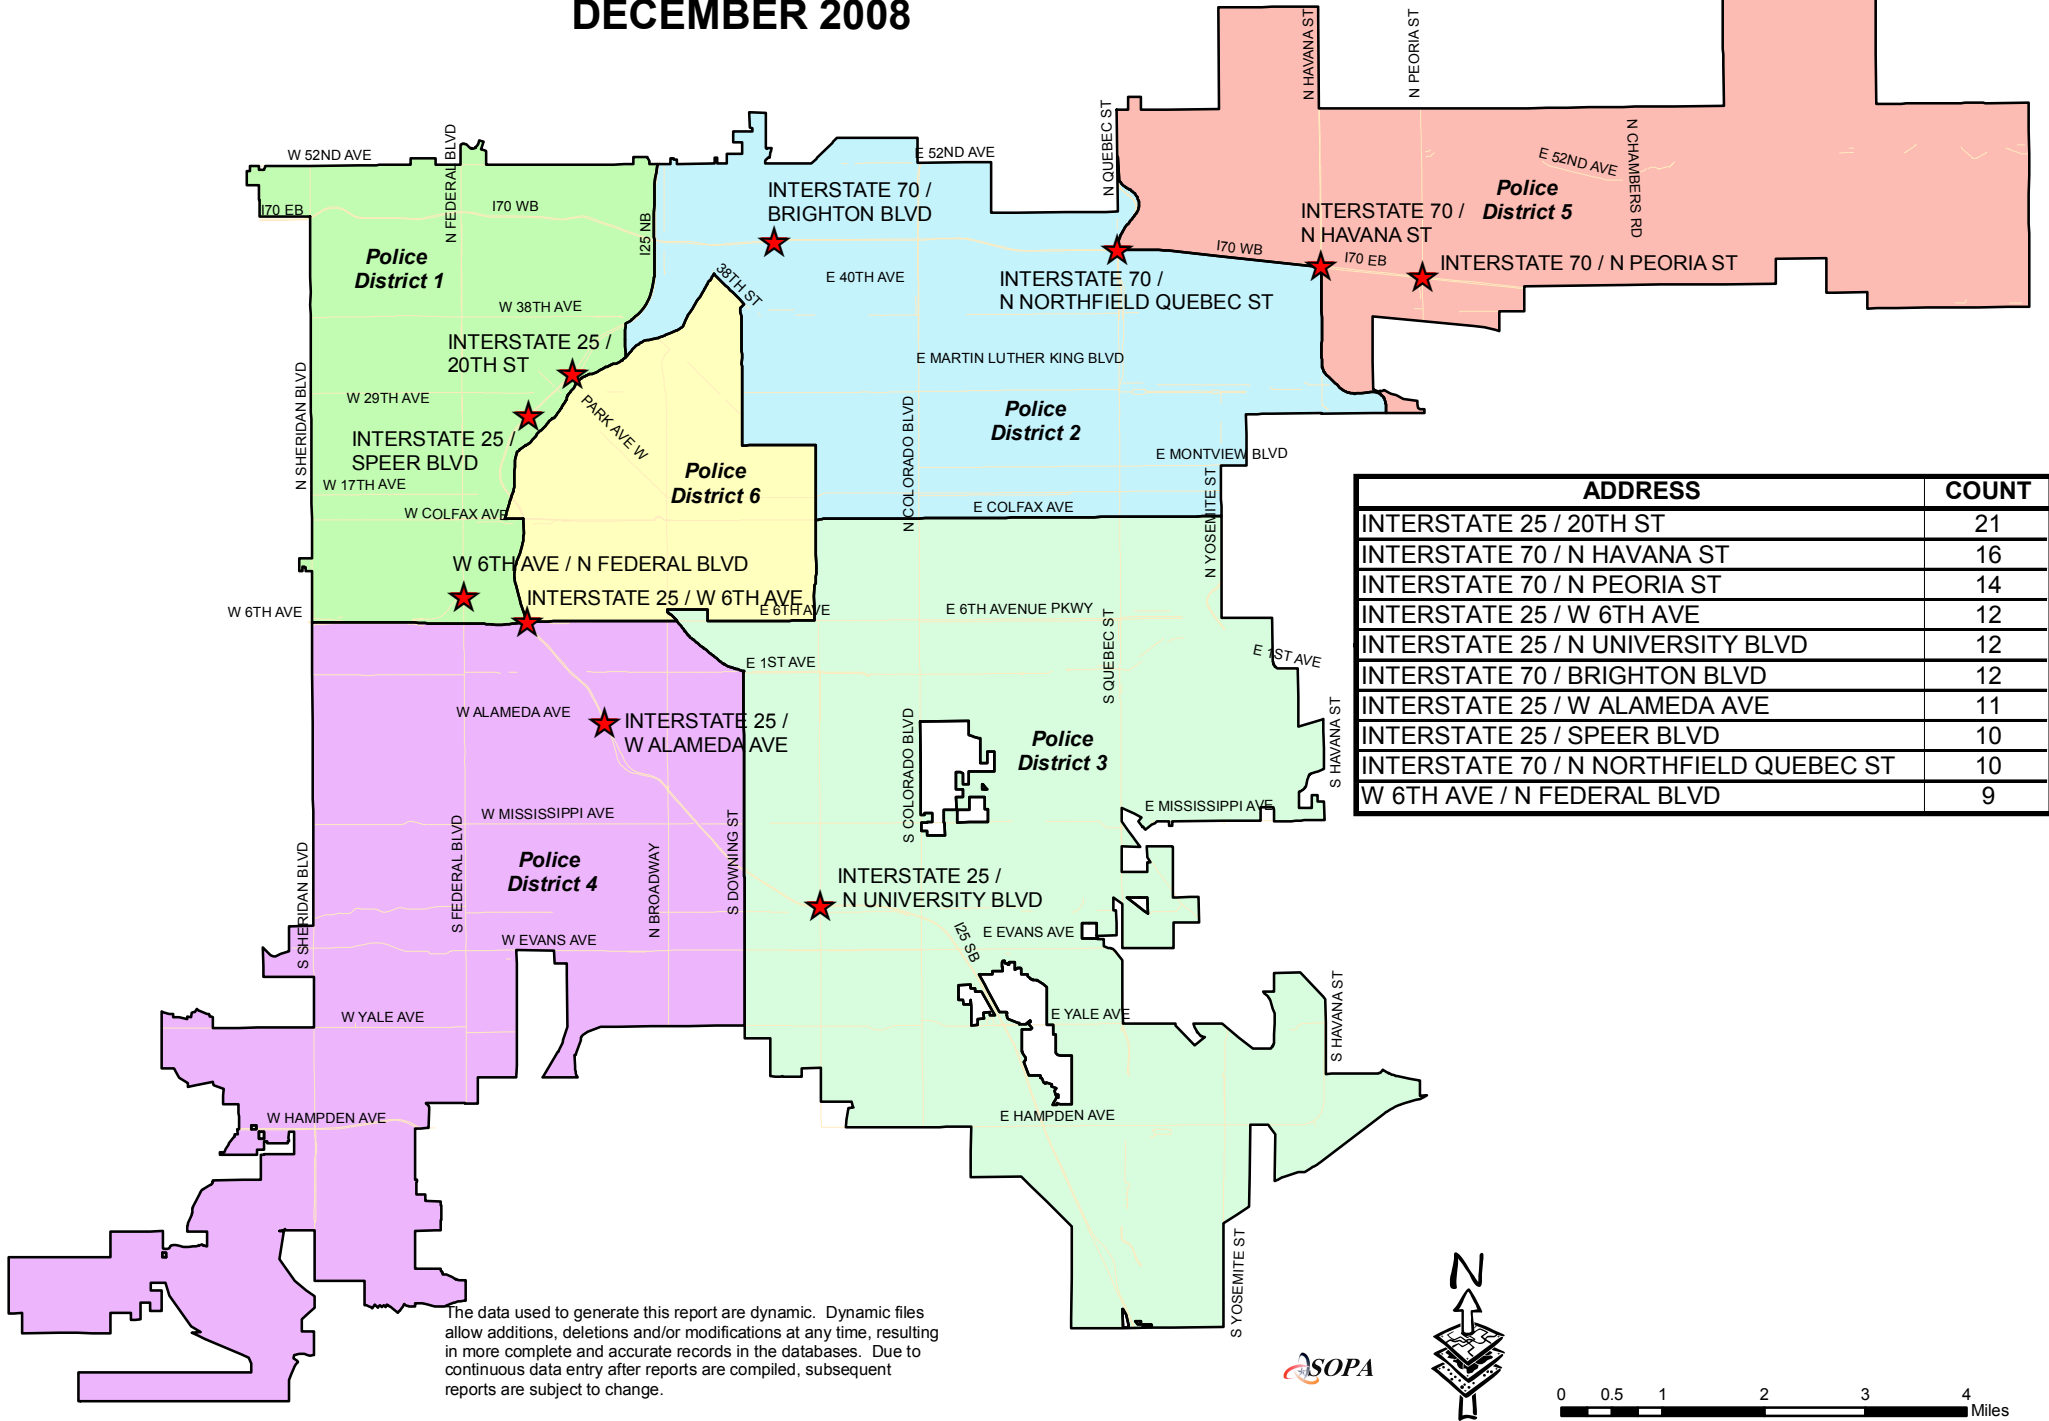 DECEMBER 2008
N HAVANA ST
N PEORIA ST
N QUEBEC ST
N CHAMBERS RD
E 52ND AVE
W 52ND AVE
N FEDERAL BLVD
E 52ND AVE
INTERSTATE 70 /
BRIGHTON BLVD
Police
District 5
I70 EB
I70 WB
I25 NB
INTERSTATE 70 /
N HAVANA ST
Police
District 1
38TH ST
E 40TH AVE
I70 WB
I70 EB
INTERSTATE 70 / N PEORIA ST
INTERSTATE 70 /
N NORTHFIELD QUEBEC ST
W 38TH AVE
INTERSTATE 25 /
20TH ST
E MARTIN LUTHER KING BLVD
N SHERIDAN BLVD
W 29TH AVE
PARK AVE W
N COLORADO BLVD
Police
District 2
INTERSTATE 25 /
SPEER BLVD
E MONTVIEW BLVD
Police
District 6
W 17TH AVE
N YOSEMITE ST
W COLFAX AVE
E COLFAX AVE
W 6TH AVE / N FEDERAL BLVD
INTERSTATE 25 / W 6TH AVE
W 6TH AVE
E 6TH AVE
E 6TH AVENUE PKWY
S QUEBEC ST
E 1ST AVE
E 1ST AVE
ADDRESS COUNT
INTERSTATE 25 / 20TH ST 21
INTERSTATE 70 / N HAVANA ST 16
INTERSTATE 70 / N PEORIA ST 14
INTERSTATE 25 / W 6TH AVE 12
INTERSTATE 25 / N UNIVERSITY BLVD 12
INTERSTATE 70 / BRIGHTON BLVD 12
INTERSTATE 25 / W ALAMEDA AVE 11
INTERSTATE 25 / SPEER BLVD 10
INTERSTATE 70 / N NORTHFIELD QUEBEC ST 10
W 6TH AVE / N FEDERAL BLVD 9
W ALAMEDA AVE
INTERSTATE 25 /
W ALAMEDA AVE
S COLORADO BLVD
Police
District 3
S HAVANA ST
W MISSISSIPPI AVE
E MISSISSIPPI AVE
S SHERIDAN BLVD
S FEDERAL BLVD
Police
District 4
N BROADWAY
S DOWNING ST
INTERSTATE 25 /
N UNIVERSITY BLVD
W EVANS AVE
I25 SB
E EVANS AVE
W YALE AVE
E YALE AVE
S HAVANA ST
W HAMPDEN AVE
E HAMPDEN AVE
S YOSEMITE ST
The data used to generate this report are dynamic.  Dynamic files
allow additions, deletions and/or modifications at any time, resulting
in more complete and accurate records in the databases.  Due to
continuous data entry after reports are compiled, subsequent
reports are subject to change.
SOPA
N
0 0.5 1 2 3 4
Miles